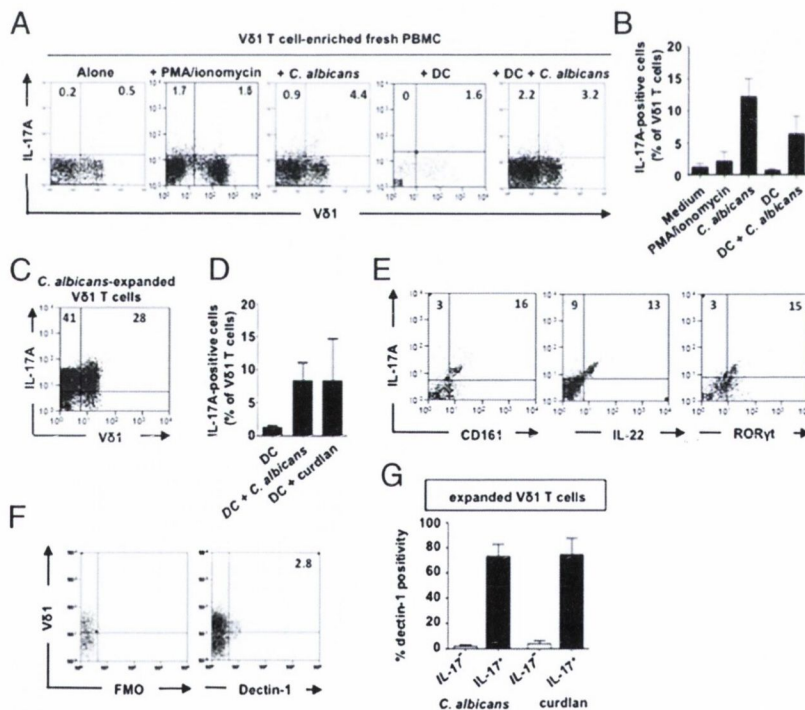 A
Vδ1 T cell-enriched fresh PBMC
Alone
+ PMA/ionomycin
+ C. albicans
+ DC
+ DC + C. albicans
0.2 0.5
1.7 1.5
0.9 4.4
0 1.6
2.2 3.2
IL-17A
Vδ1
B
IL-17A-positive cells
(% of Vδ1 T cells)
20
15
10
5
0
Medium
PMA/ionomycin
C. albicans
DC
DC + C. albicans
C
C. albicans-expanded
Vδ1 T cells
41 28
IL-17A
Vδ1
D
IL-17A-positive cells
(% of Vδ1 T cells)
20
15
10
5
0
DC
DC + C. albicans
DC + curdlan
E
3 16
9 13
3 15
IL-17A
CD161
IL-22
RORγt
F
2.8
Vδ1
FMO
Dectin-1
G
expanded Vδ1 T cells
% dectin-1 positivity
100
80
60
40
20
0
IL-17⁻
IL-17⁺
IL-17⁻
IL-17⁺
C. albicans
curdlan